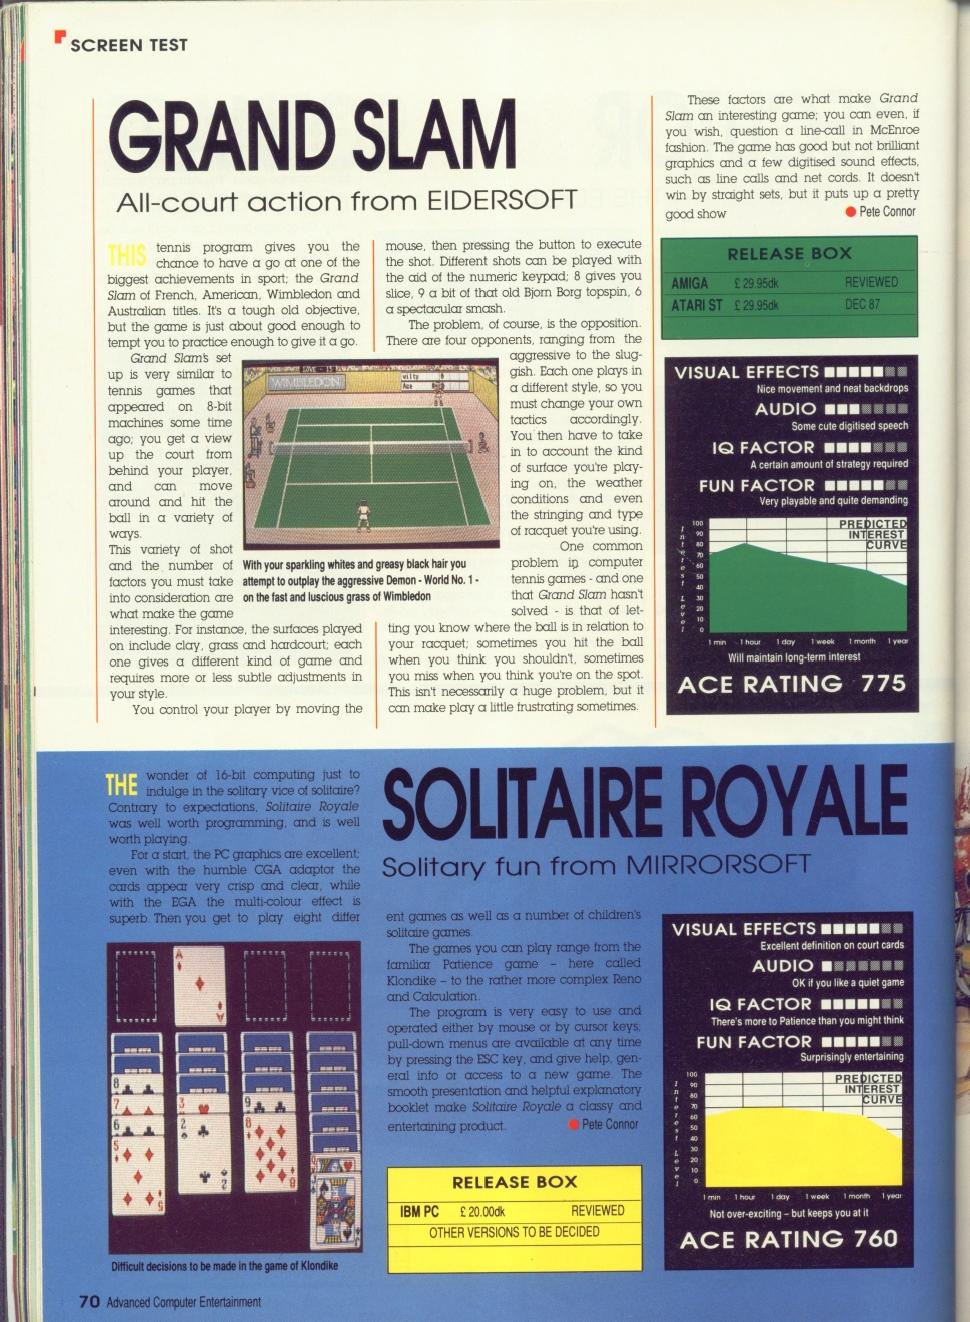 SCREEN TEST
GRAND SLAM
All-court action from EIDERSOFT
THIS tennis program gives you the
chance to have a go at one of the
biggest achievements in sport; the Grand
Slam of French, American, Wimbledon and
Australian titles. It's a tough old objective,
but the game is just about good enough to
tempt you to practice enough to give it a go.
Grand Slam's set
up is very similar to
tennis games that
appeared on 8-bit
machines some time
ago; you get a view
up the court from
behind your player,
and can move
around and hit the
ball in a variety of
ways.
This variety of shot
and the number of
factors you must take
into consideration are
what make the game
interesting. For instance, the surfaces played
on include clay, grass and hardcourt; each
one gives a different kind of game and
requires more or less subtle adjustments in
your style.
You control your player by moving the
WIMBLEDON
With your sparkling whites and greasy black hair you
attempt to outplay the aggressive Demon - World No. 1 -
on the fast and luscious grass of Wimbledon
mouse, then pressing the button to execute
the shot. Different shots can be played with
the aid of the numeric keypad; 8 gives you
slice, 9 a bit of that old Bjorn Borg topspin, 6
a spectacular smash.
The problem, of course, is the opposition.
There are four opponents, ranging from the
aggressive to the slug-
gish. Each one plays in
a different style, so you
must change your own
tactics accordingly.
You then have to take
in to account the kind
of surface you're play-
ing on, the weather
conditions and even
the stringing and type
of racquet you're using.
One common
problem in computer
tennis games - and one
that Grand Slam hasn't
solved - is that of let-
ting you know where the ball is in relation to
your racquet; sometimes you hit the ball
when you think you shouldn't, sometimes
you miss when you think you're on the spot.
This isn't necessarily a huge problem, but it
can make play a little frustrating sometimes.
These factors are what make Grand
Slam an interesting game; you can even, if
you wish, question a line-call in McEnroe
fashion. The game has good but not brilliant
graphics and a few digitised sound effects,
such as line calls and net cords. It doesn't
win by straight sets, but it puts up a pretty
good show ● Pete Connor
RELEASE BOX
AMIGA £29.95dk REVIEWED
ATARI ST £29.95dk DEC 87
VISUAL EFFECTS
Nice movement and neat backdrops
AUDIO
Some cute digitised speech
IQ FACTOR
A certain amount of strategy required
FUN FACTOR
Very playable and quite demanding
PREDICTED
INTEREST
CURVE
Interest Level
100
90
80
70
60
50
40
30
20
10
0
1 min 1 hour 1 day 1 week 1 month 1 year
Will maintain long-term interest
ACE RATING 775
SOLITAIRE ROYALE
Solitary fun from MIRRORSOFT
THE wonder of 16-bit computing just to
indulge in the solitary vice of solitaire?
Contrary to expectations, Solitaire Royale
was well worth programming, and is well
worth playing.
For a start, the PC graphics are excellent;
even with the humble CGA adaptor the
cards appear very crisp and clear, while
with the EGA the multi-colour effect is
superb. Then you get to play eight differ
Difficult decisions to be made in the game of Klondike
ent games as well as a number of children's
solitaire games.
The games you can play range from the
familiar Patience game – here called
Klondike – to the rather more complex Reno
and Calculation.
The program is very easy to use and
operated either by mouse or by cursor keys;
pull-down menus are available at any time
by pressing the ESC key, and give help, gen-
eral info or access to a new game. The
smooth presentation and helpful explanatory
booklet make Solitaire Royale a classy and
entertaining product. ● Pete Connor
RELEASE BOX
IBM PC £20.00dk REVIEWED
OTHER VERSIONS TO BE DECIDED
VISUAL EFFECTS
Excellent definition on court cards
AUDIO
OK if you like a quiet game
IQ FACTOR
There's more to Patience than you might think
FUN FACTOR
Surprisingly entertaining
PREDICTED
INTEREST
CURVE
Interest Level
100
90
80
70
60
50
40
30
20
10
0
1 min 1 hour 1 day 1 week 1 month 1 year
Not over-exciting – but keeps you at it
ACE RATING 760
70 Advanced Computer Entertainment